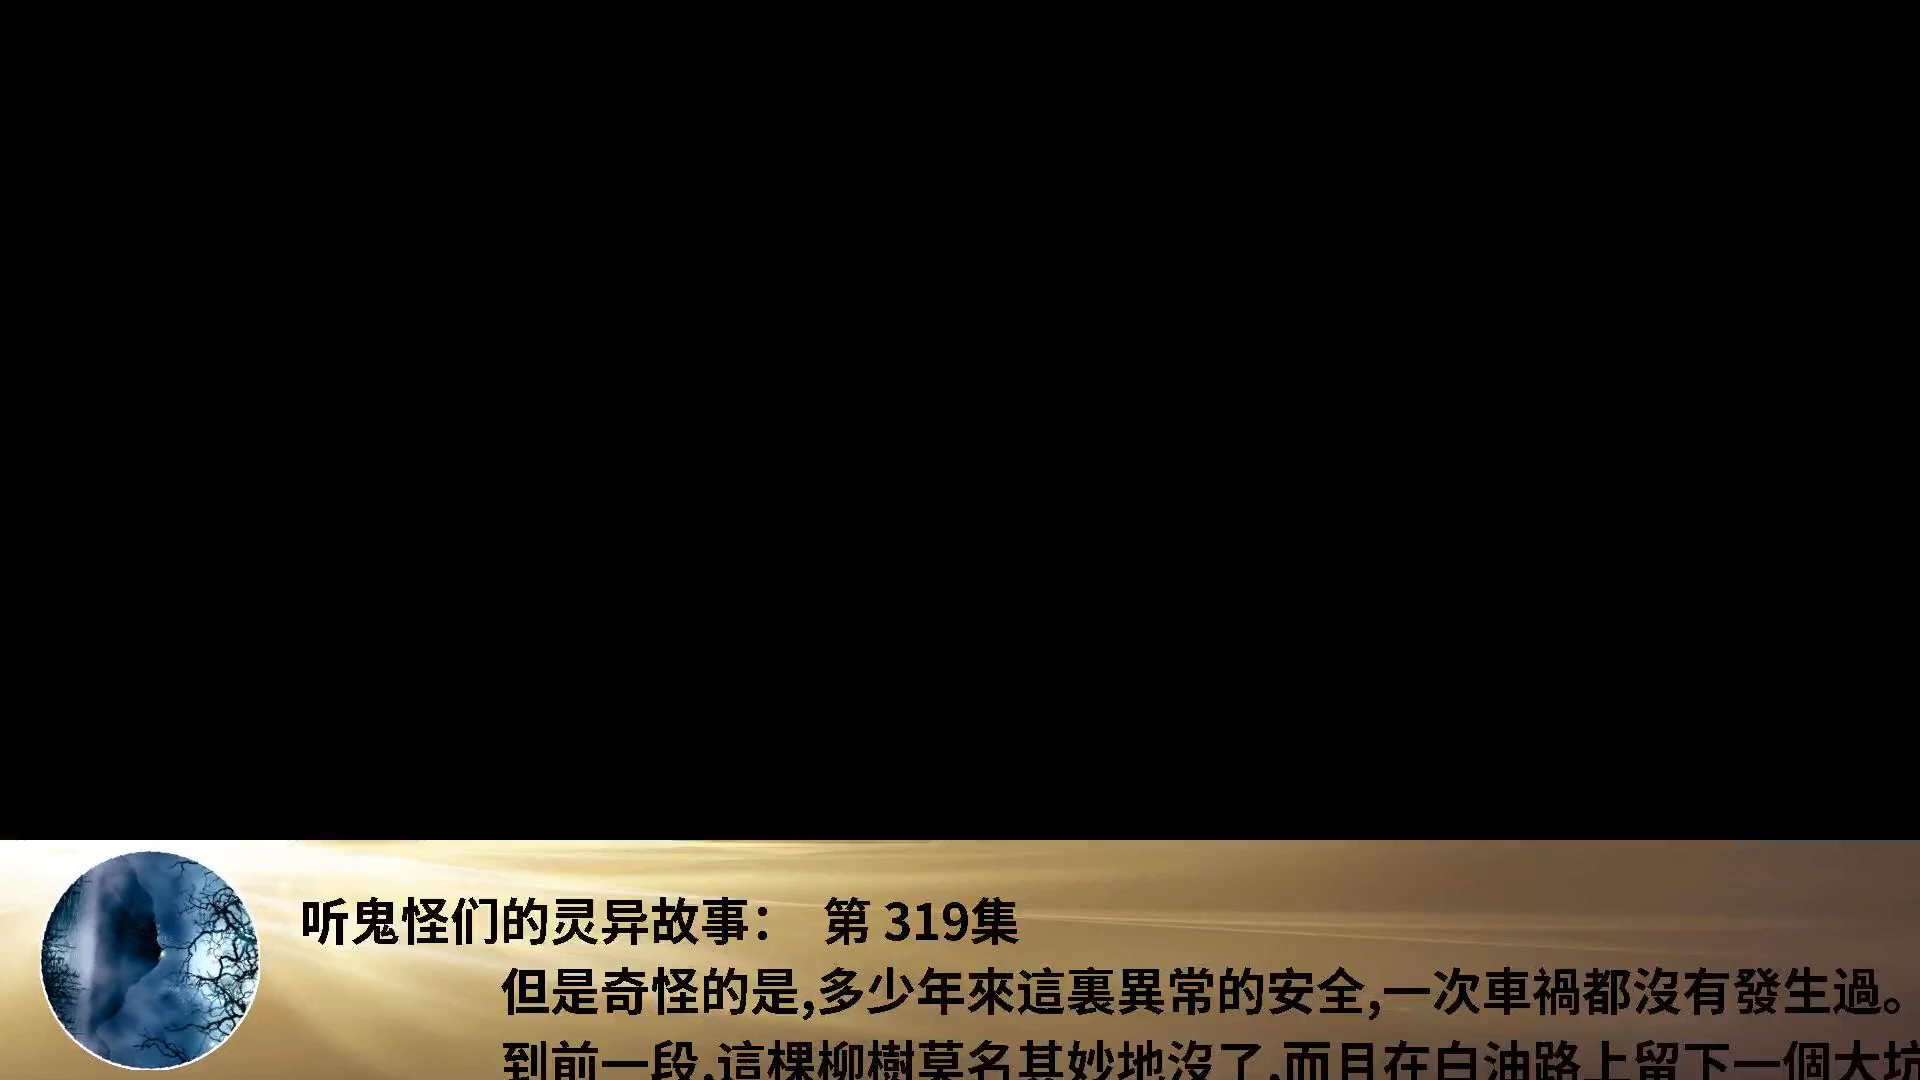 听鬼怪们的灵异故事： 第 319集
但是奇怪的是,多少年來這裏異常的安全,一次車禍都沒有發生過。
到前一段,這棵柳樹莫名其妙地沒了,而且在白油路上留下一個大坑